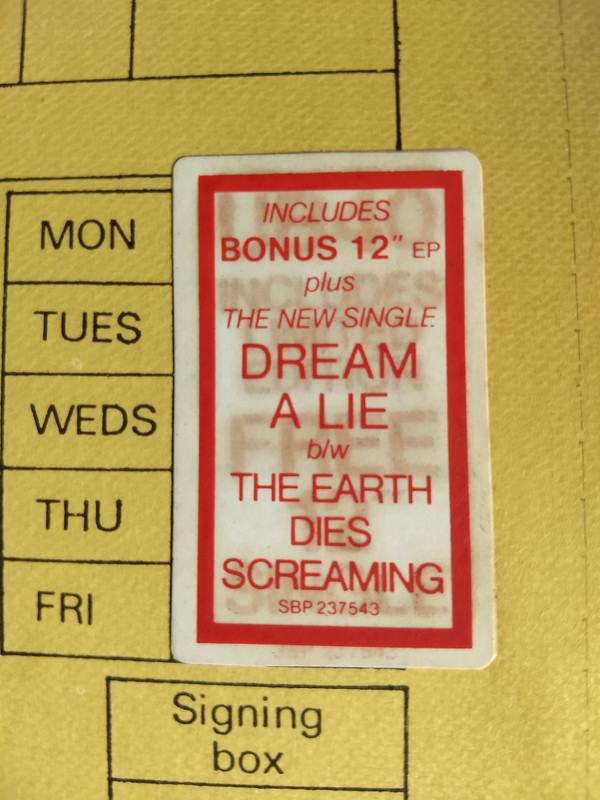 MON
TUES
WEDS
THU
FRI
INCLUDES
BONUS 12" EP
plus
THE NEW SINGLE
DREAM
A LIE
b/w
THE EARTH
DIES
SCREAMING
SBP 237543
Signing
box